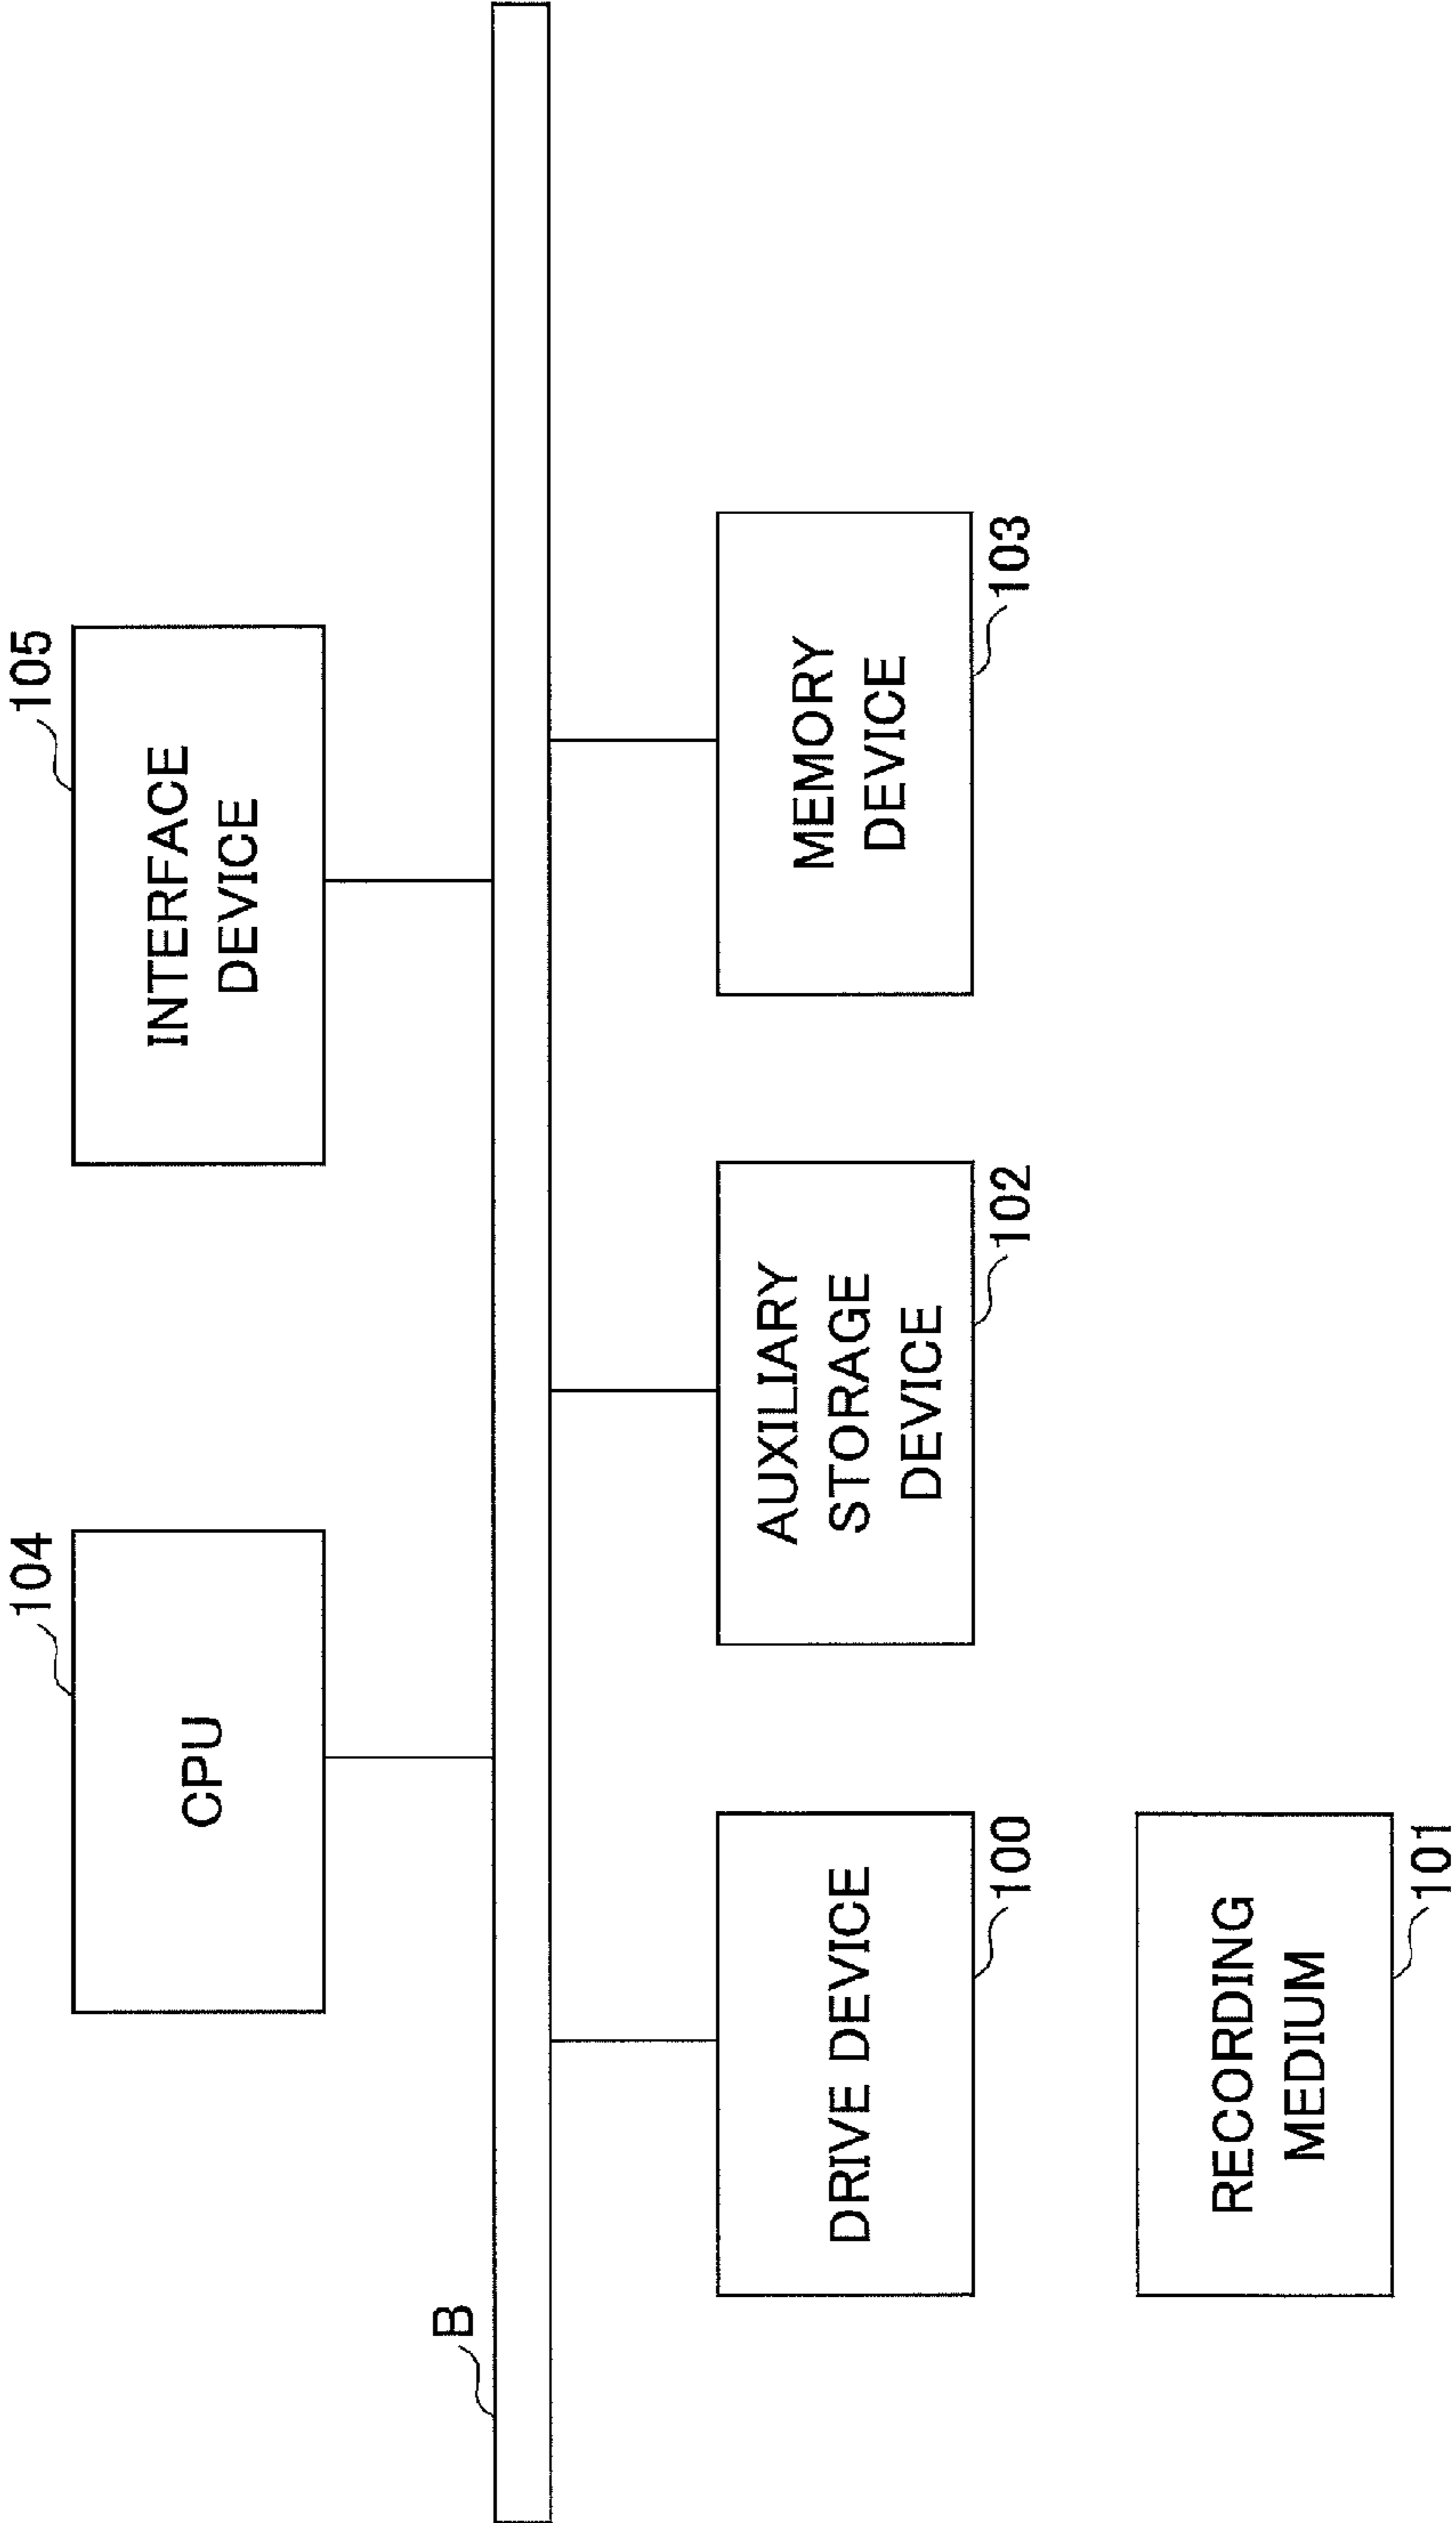 104
CPU
105
INTERFACE
DEVICE
B
DRIVE DEVICE
100
AUXILIARY
STORAGE
DEVICE
102
MEMORY
DEVICE
103
RECORDING
MEDIUM
101